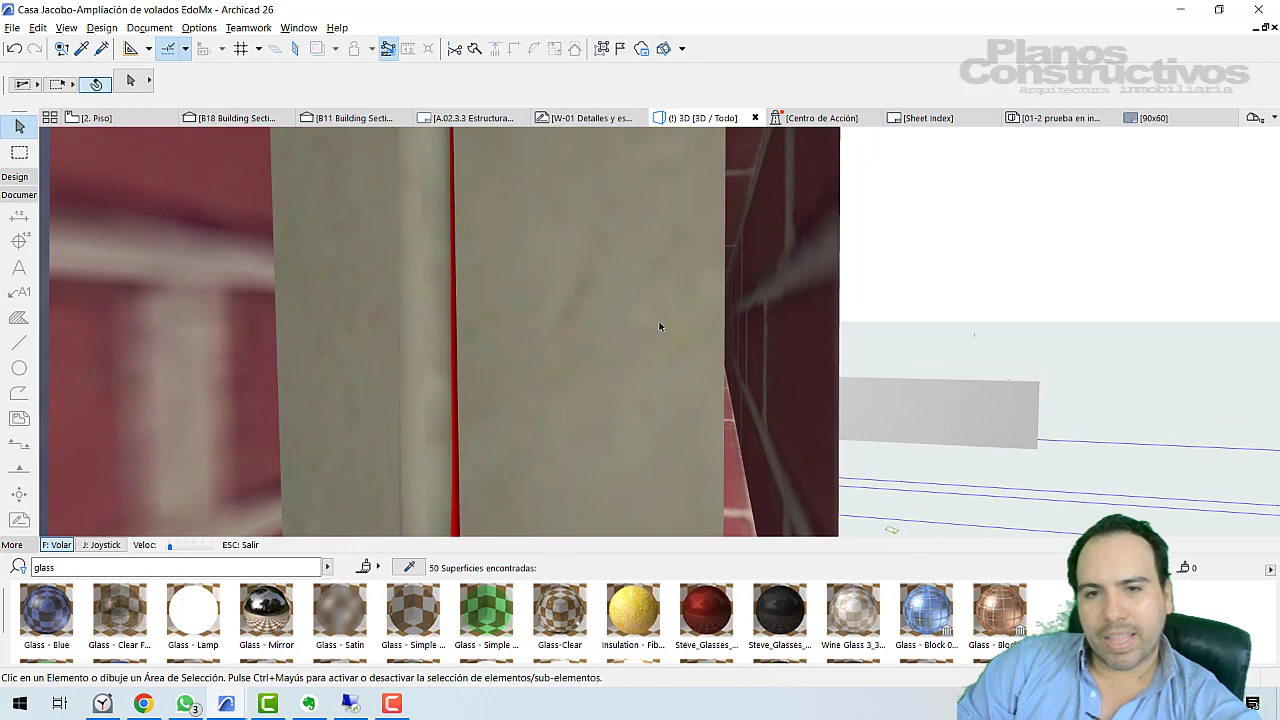 Casa Jacobo-Ampliación de volados EdoMx - Archicad 26
File Edit View Design Document Options Teamwork Window Help
Planos
Constructivos
Arquitectura inmobiliaria
[2. Piso] [B18 Building Secti... [B11 Building Secti... [A.02.3.3 Estructura... [W-01 Detalles y es... (!) 3D [3D / Todo] [Centro de Acción] [Sheet Index] [01-2 prueba en in... [90x60]
Design
Documer
A
A1
More F: Volar J: Joystick Veloc: ESC: Salir
glass 50 Superficies encontradas: 0
Glass - Blue Glass - Clear F... Glass - Lamp Glass - Mirror Glass - Satin Glass - Simple ... Glass - Simple ... Glass-Clear Insulation - Fib... Steve_Glasses_... Steve_Glasses_... Wine Glass 3_3... Glass - Block 0... Glass - Bloc
Clic en un Elemento o dibuje un Área de Selección. Pulse Ctrl+Mayús para activar o desactivar la selección de elementos/sub-elementos.
3